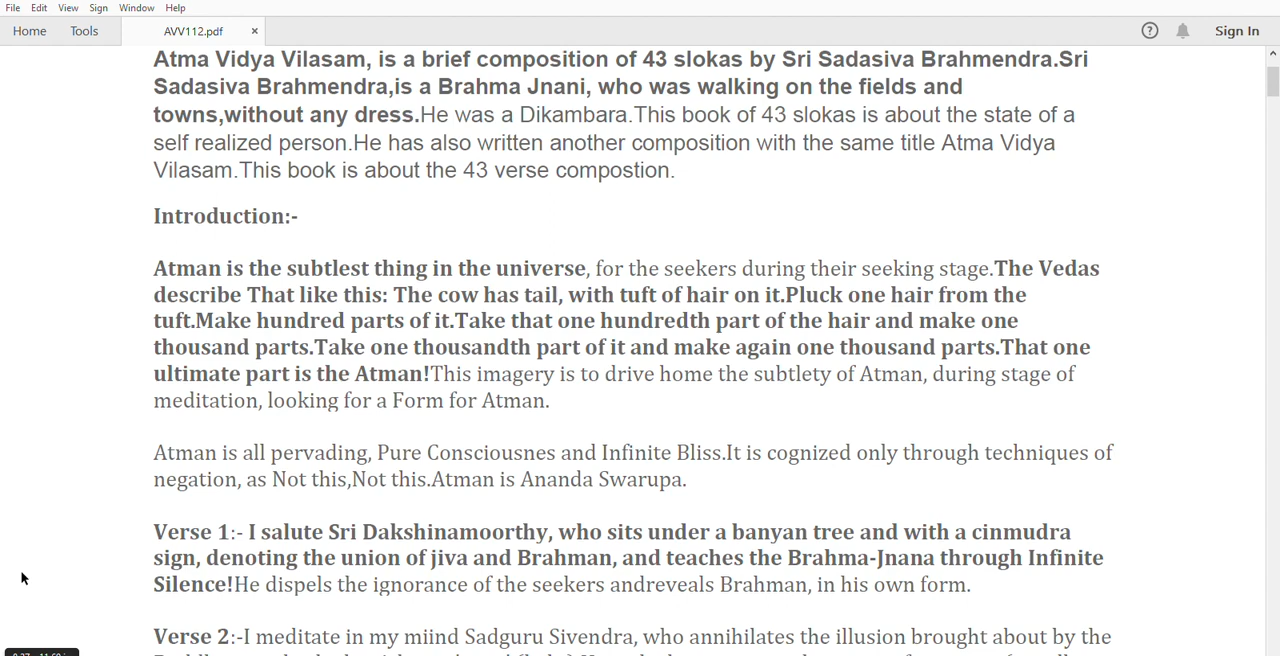 File Edit View Sign Window Help
Home Tools AVV112.pdf × ? Sign In
Atma Vidya Vilasam, is a brief composition of 43 slokas by Sri Sadasiva Brahmendra.Sri
Sadasiva Brahmendra,is a Brahma Jnani, who was walking on the fields and
towns,without any dress.He was a Dikambara.This book of 43 slokas is about the state of a
self realized person.He has also written another composition with the same title Atma Vidya
Vilasam.This book is about the 43 verse compostion.
Introduction:-
Atman is the subtlest thing in the universe, for the seekers during their seeking stage.The Vedas
describe That like this: The cow has tail, with tuft of hair on it.Pluck one hair from the
tuft.Make hundred parts of it.Take that one hundredth part of the hair and make one
thousand parts.Take one thousandth part of it and make again one thousand parts.That one
ultimate part is the Atman!This imagery is to drive home the subtlety of Atman, during stage of
meditation, looking for a Form for Atman.
Atman is all pervading, Pure Consciousnes and Infinite Bliss.It is cognized only through techniques of
negation, as Not this,Not this.Atman is Ananda Swarupa.
Verse 1:- I salute Sri Dakshinamoorthy, who sits under a banyan tree and with a cinmudra
sign, denoting the union of jiva and Brahman, and teaches the Brahma-Jnana through Infinite
Silence!He dispels the ignorance of the seekers andreveals Brahman, in his own form.
Verse 2:-I meditate in my miind Sadguru Sivendra, who annihilates the illusion brought about by the